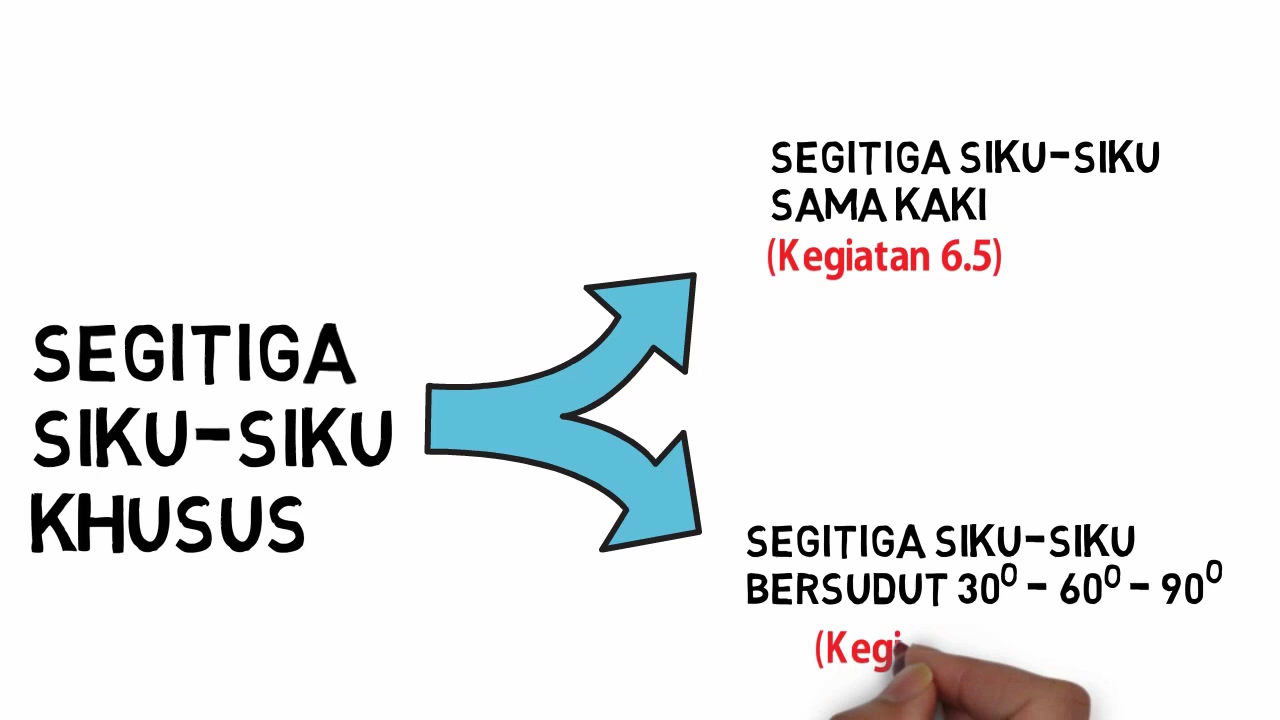 SEGITIGA
SIKU-SIKU
KHUSUS
SEGITIGA SIKU-SIKU
SAMA KAKI
(Kegiatan 6.5)
SEGITIGA SIKU-SIKU
BERSUDUT 30⁰ - 60⁰ - 90⁰
(Kegi